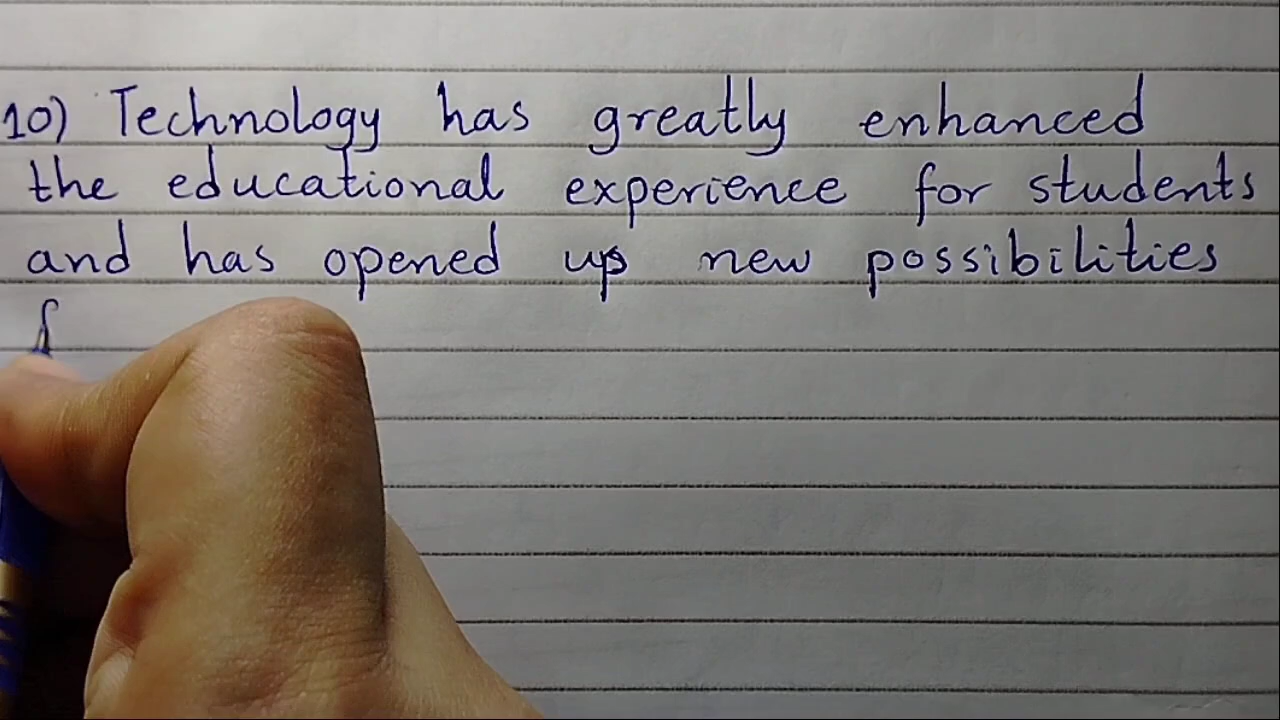 10) Technology has greatly enhanced
the educational experience for students
and has opened up new possibilities
f